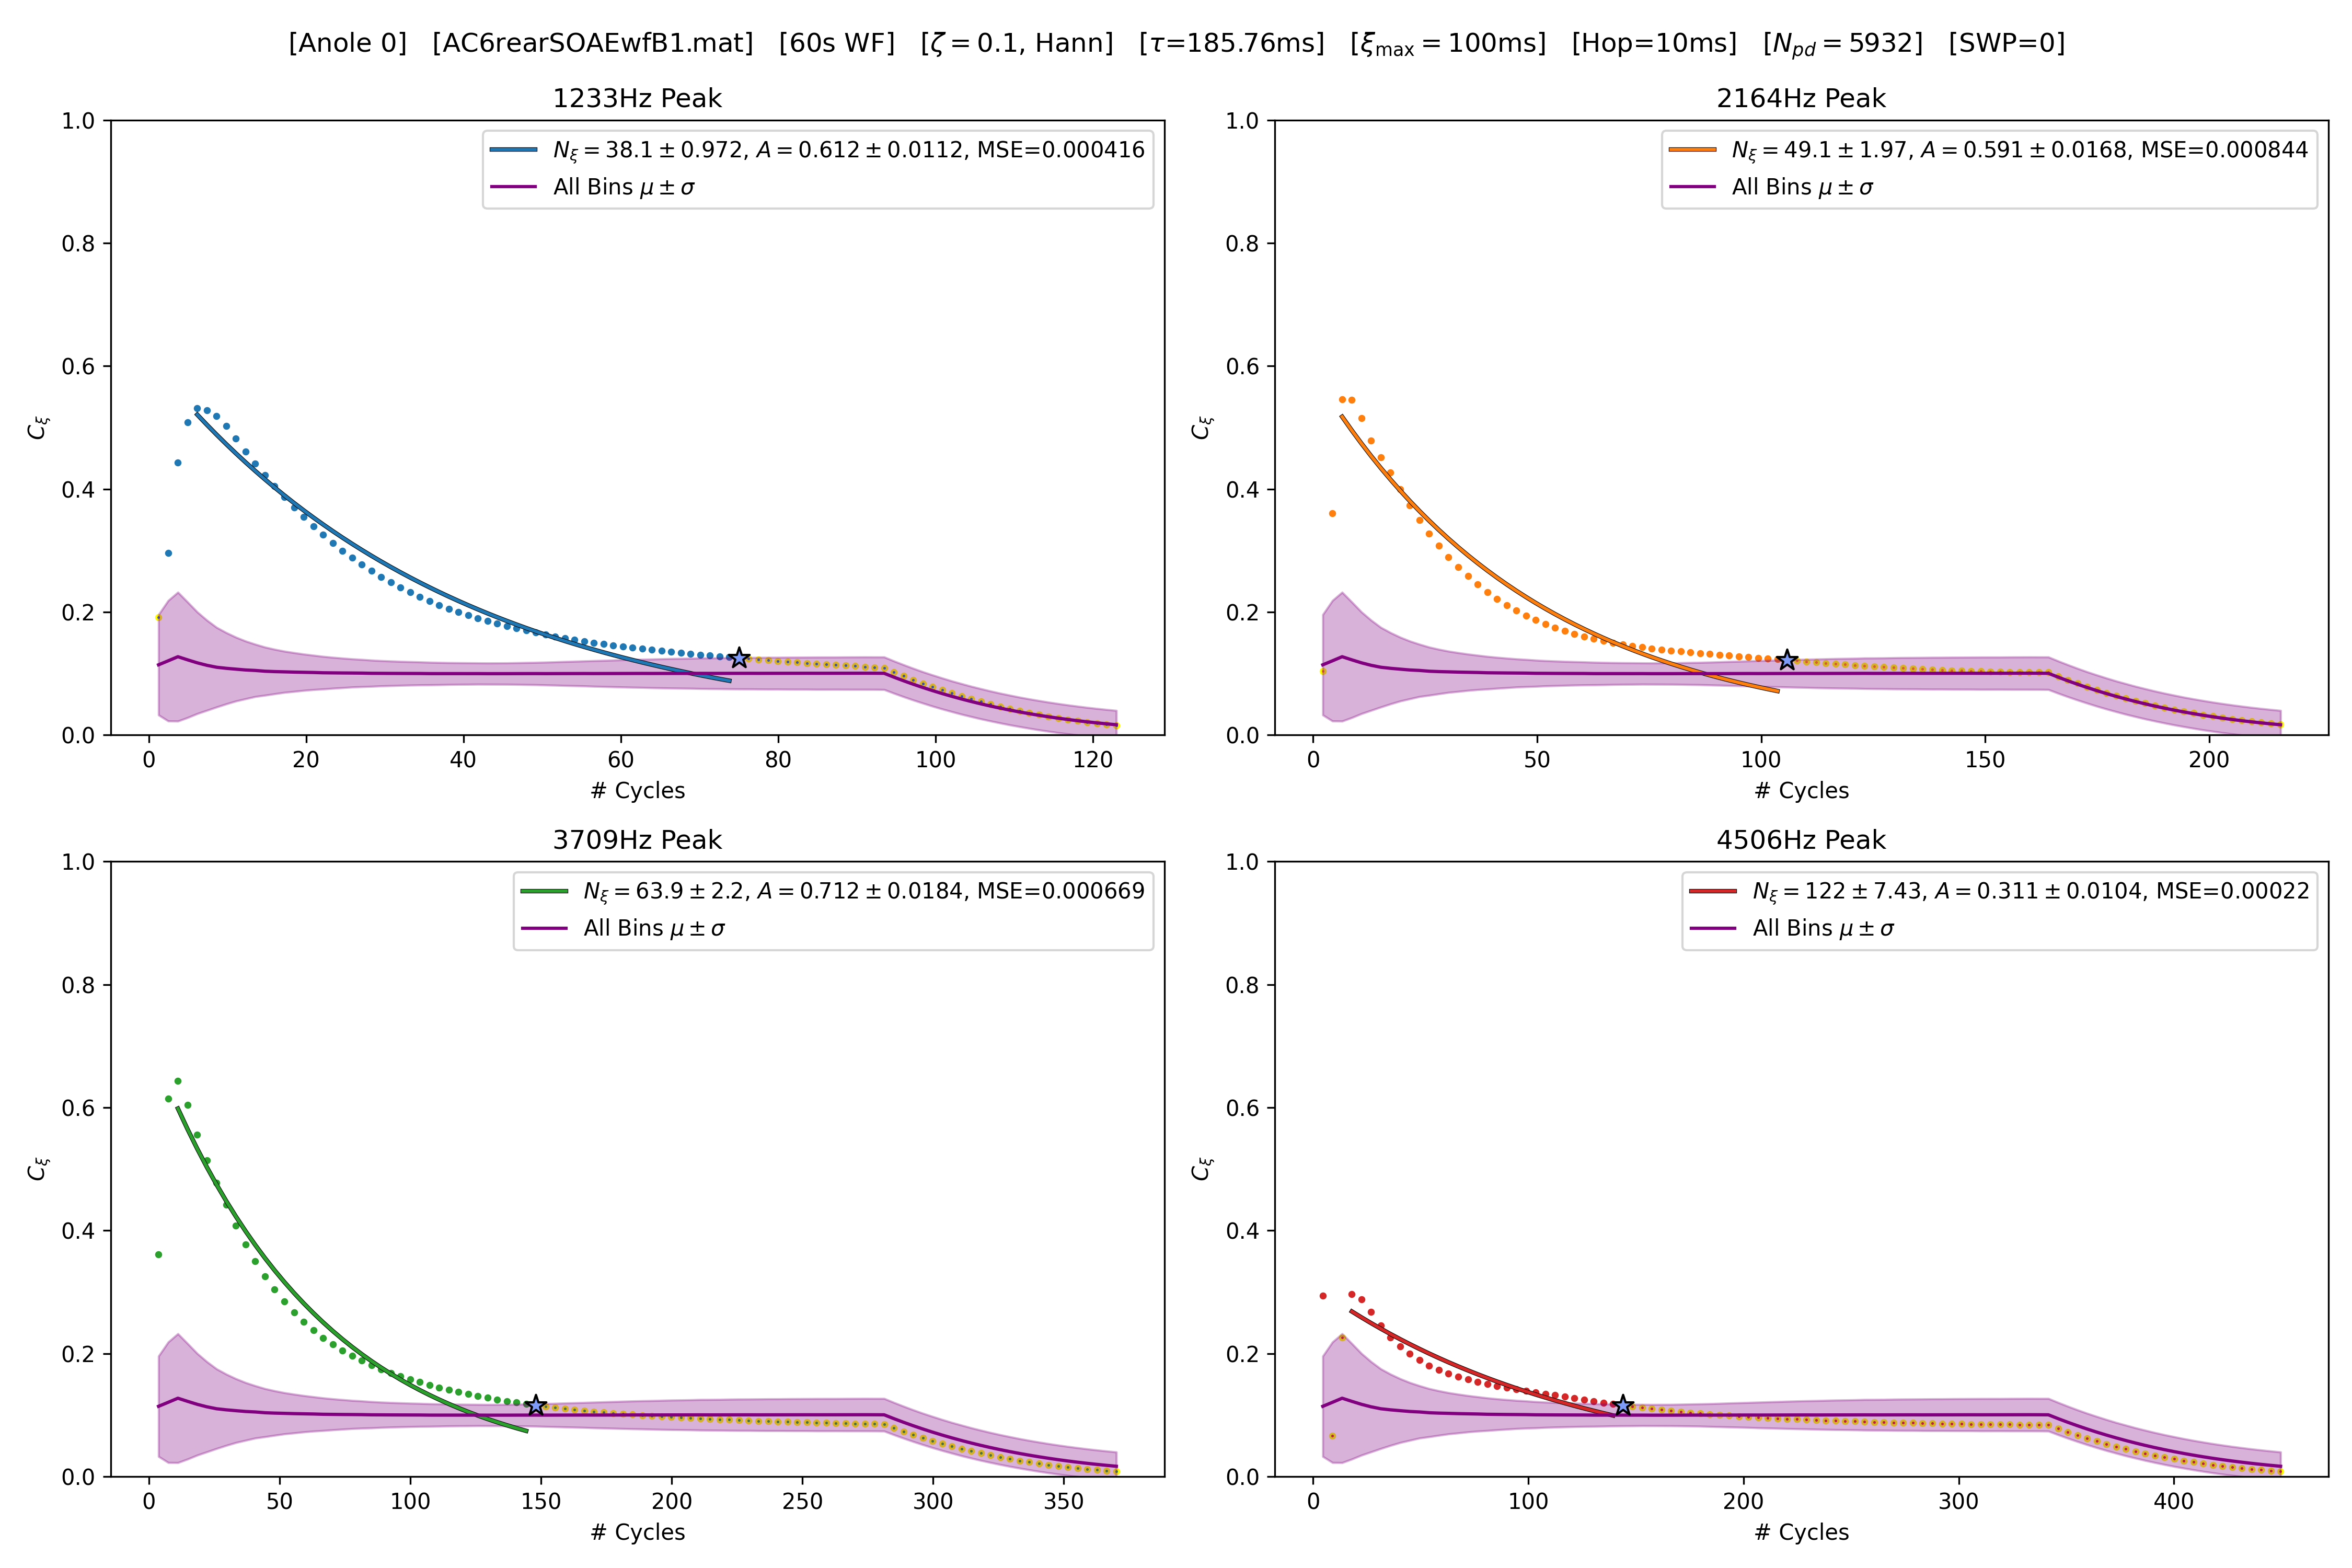 [Anole 0] [AC6rearSOAEwfB1.mat] [60s WF] [ζ = 0.1, Hann] [τ=185.76ms] [ξmax = 100ms] [Hop=10ms] [Npd = 5932] [SWP=0]
1233Hz Peak
Nξ = 38.1 ± 0.972, A = 0.612 ± 0.0112, MSE=0.000416
All Bins μ ± σ
1.0
0.8
0.6
0.4
0.2
0.0
Cξ
0 20 40 60 80 100 120
# Cycles
2164Hz Peak
Nξ = 49.1 ± 1.97, A = 0.591 ± 0.0168, MSE=0.000844
All Bins μ ± σ
1.0
0.8
0.6
0.4
0.2
0.0
Cξ
0 50 100 150 200
# Cycles
3709Hz Peak
Nξ = 63.9 ± 2.2, A = 0.712 ± 0.0184, MSE=0.000669
All Bins μ ± σ
1.0
0.8
0.6
0.4
0.2
0.0
Cξ
0 50 100 150 200 250 300 350
# Cycles
4506Hz Peak
Nξ = 122 ± 7.43, A = 0.311 ± 0.0104, MSE=0.00022
All Bins μ ± σ
1.0
0.8
0.6
0.4
0.2
0.0
Cξ
0 100 200 300 400
# Cycles